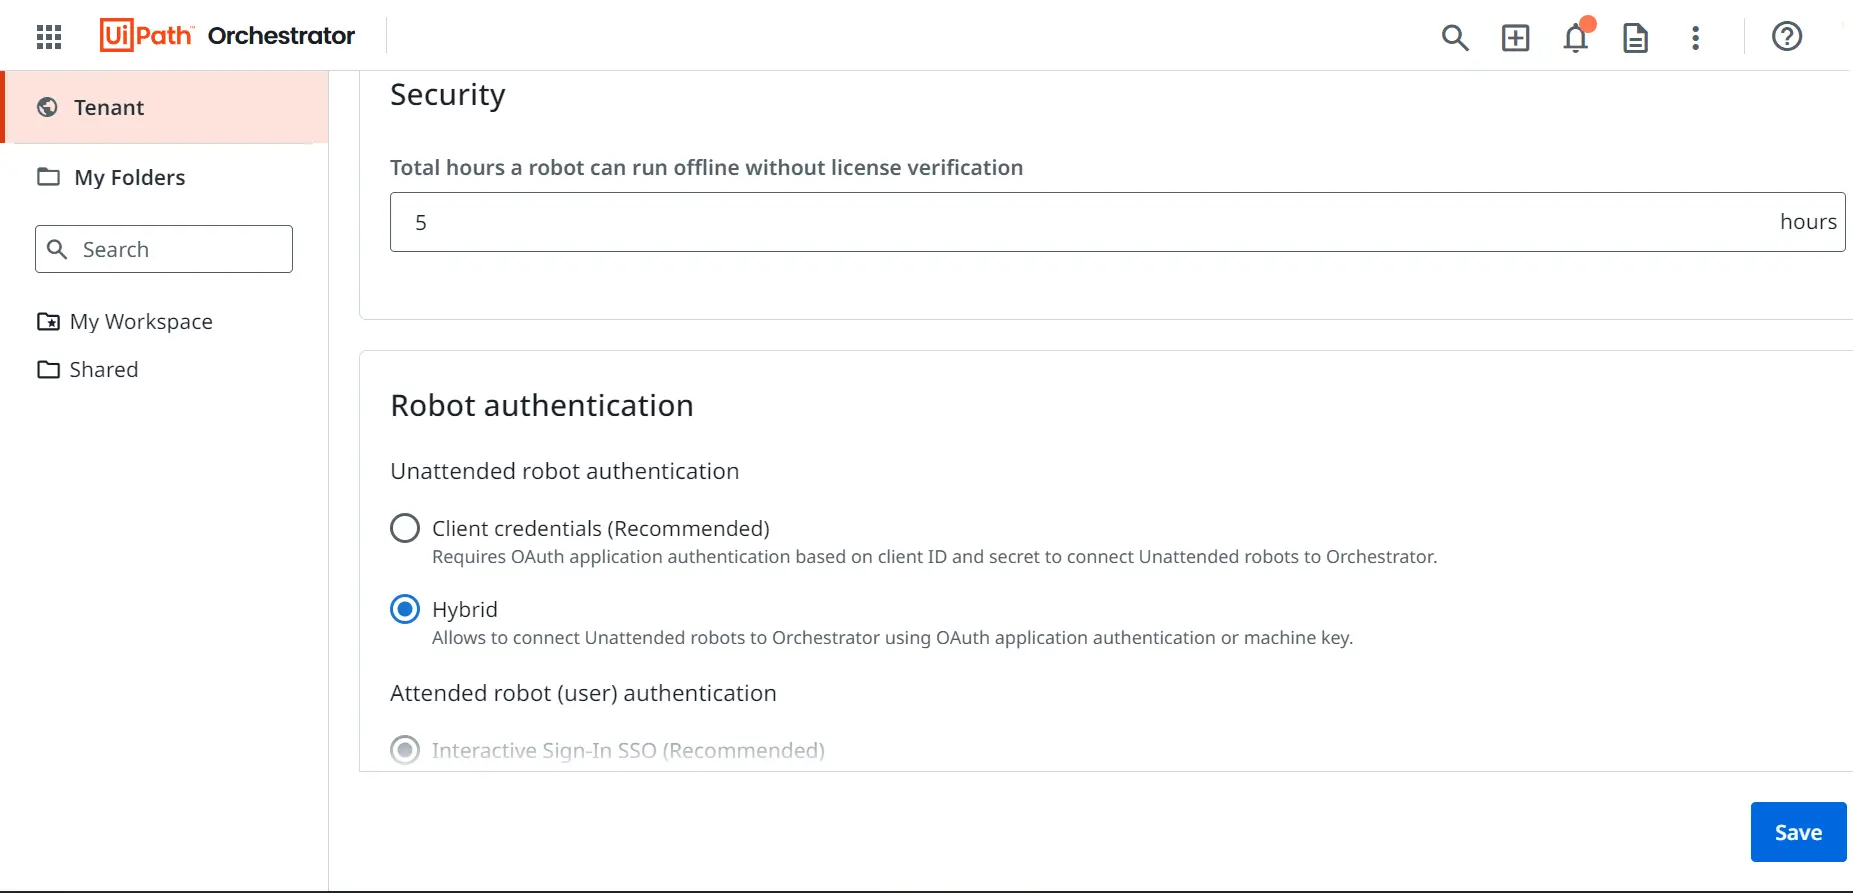 UiPath™ Orchestrator
Tenant
My Folders
Search
My Workspace
Shared
Security
Total hours a robot can run offline without license verification
5 hours
Robot authentication
Unattended robot authentication
Client credentials (Recommended)
Requires OAuth application authentication based on client ID and secret to connect Unattended robots to Orchestrator.
Hybrid
Allows to connect Unattended robots to Orchestrator using OAuth application authentication or machine key.
Attended robot (user) authentication
Interactive Sign-In SSO (Recommended)
Save